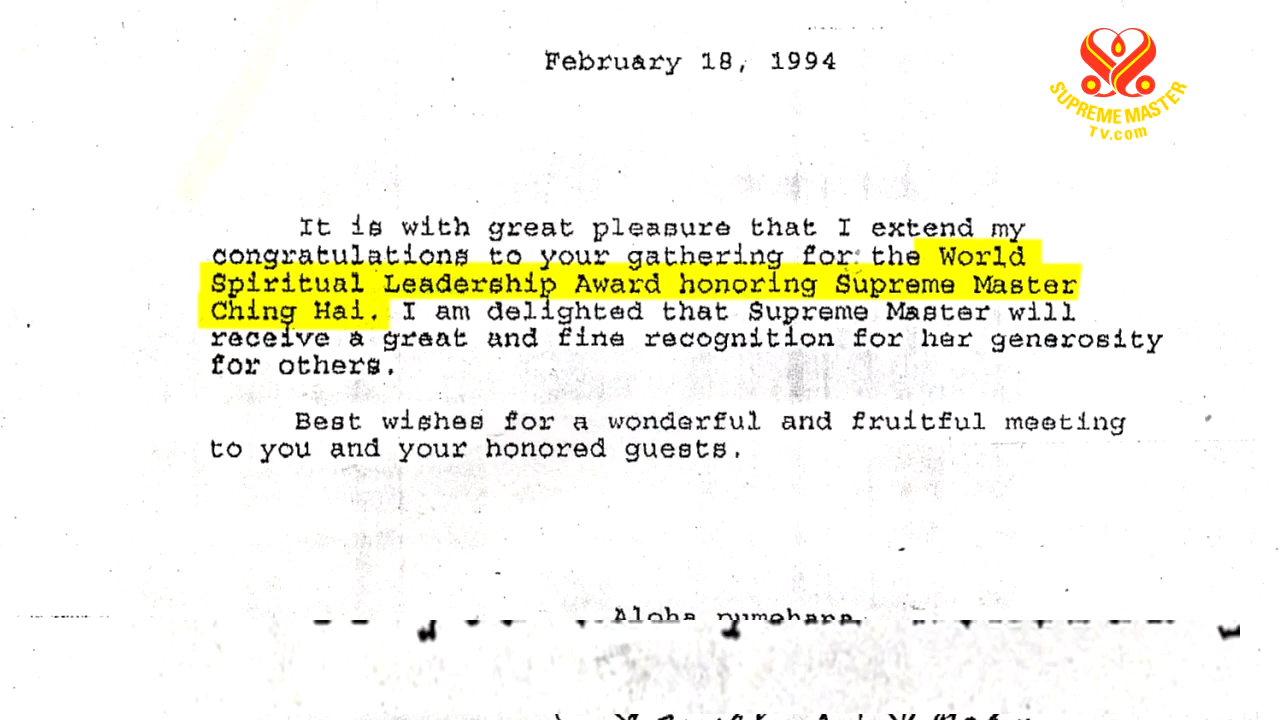 February 18, 1994
SUPREME MASTER
TV.com
It is with great pleasure that I extend my
congratulations to your gathering for the World
Spiritual Leadership Award honoring Supreme Master
Ching Hai. I am delighted that Supreme Master will
receive a great and fine recognition for her generosity
for others.
Best wishes for a wonderful and fruitful meeting
to you and your honored guests.
Aloha pumehana,